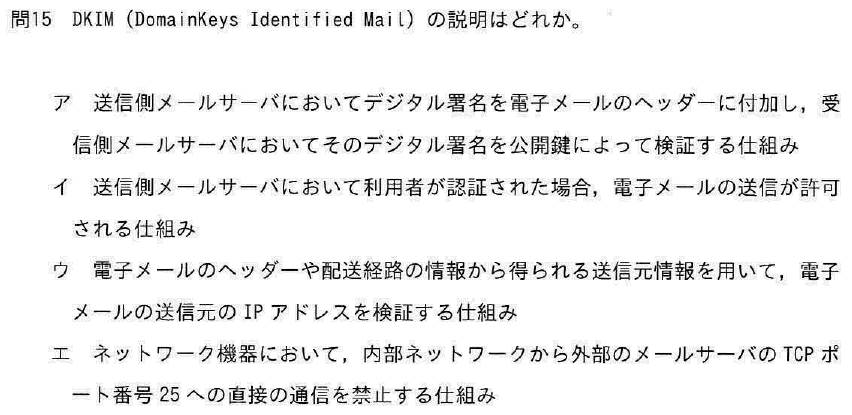 問15 DKIM (DomainKeys Identified Mail) の説明はどれか。
ア 送信側メールサーバにおいてデジタル署名を電子メールのヘッダーに付加し，受
信側メールサーバにおいてそのデジタル署名を公開鍵によって検証する仕組み
イ 送信側メールサーバにおいて利用者が認証された場合，電子メールの送信が許可
される仕組み
ウ 電子メールのヘッダーや配送経路の情報から得られる送信元情報を用いて，電子
メールの送信元の IP アドレスを検証する仕組み
エ ネットワーク機器において，内部ネットワークから外部のメールサーバの TCP ポ
ート番号 25 への直接の通信を禁止する仕組み